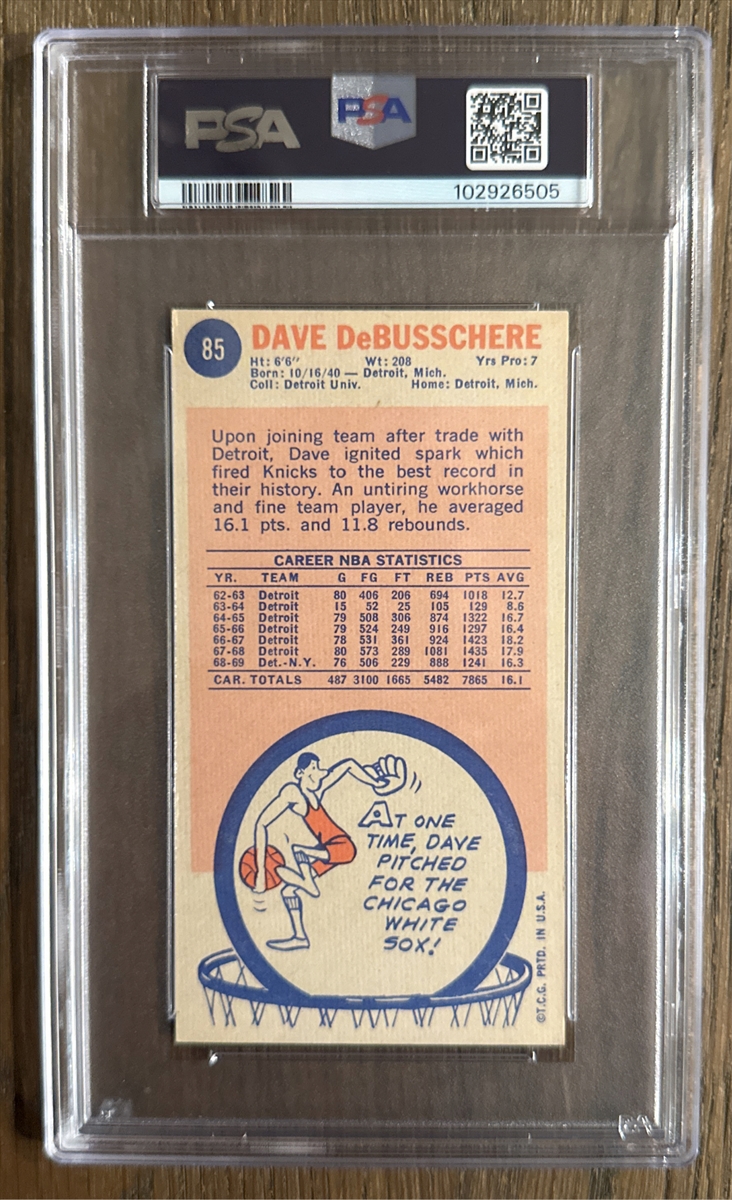 PSA
PSA
102926505
85
DAVE DeBUSSCHERE
Ht: 6'6" Wt: 208 Yrs Pro: 7
Born: 10/16/40 — Detroit, Mich.
Coll: Detroit Univ. Home: Detroit, Mich.
Upon joining team after trade with
Detroit, Dave ignited spark which
fired Knicks to the best record in
their history. An untiring workhorse
and fine team player, he averaged
16.1 pts. and 11.8 rebounds.
CAREER NBA STATISTICS
YR. TEAM G FG FT REB PTS AVG
62-63 Detroit 80 406 206 694 1018 12.7
63-64 Detroit 15 52 25 105 129 8.6
64-65 Detroit 79 508 306 874 1322 16.7
65-66 Detroit 79 524 249 916 1297 16.4
66-67 Detroit 78 531 361 924 1423 18.2
67-68 Detroit 80 573 289 1081 1435 17.9
68-69 Det.-N.Y. 76 506 229 888 1241 16.3
CAR. TOTALS 487 3100 1665 5482 7865 16.1
AT ONE
TIME, DAVE
PITCHED
FOR THE
CHICAGO
WHITE
SOX!
©T.C.G. PRTD. IN U.S.A.